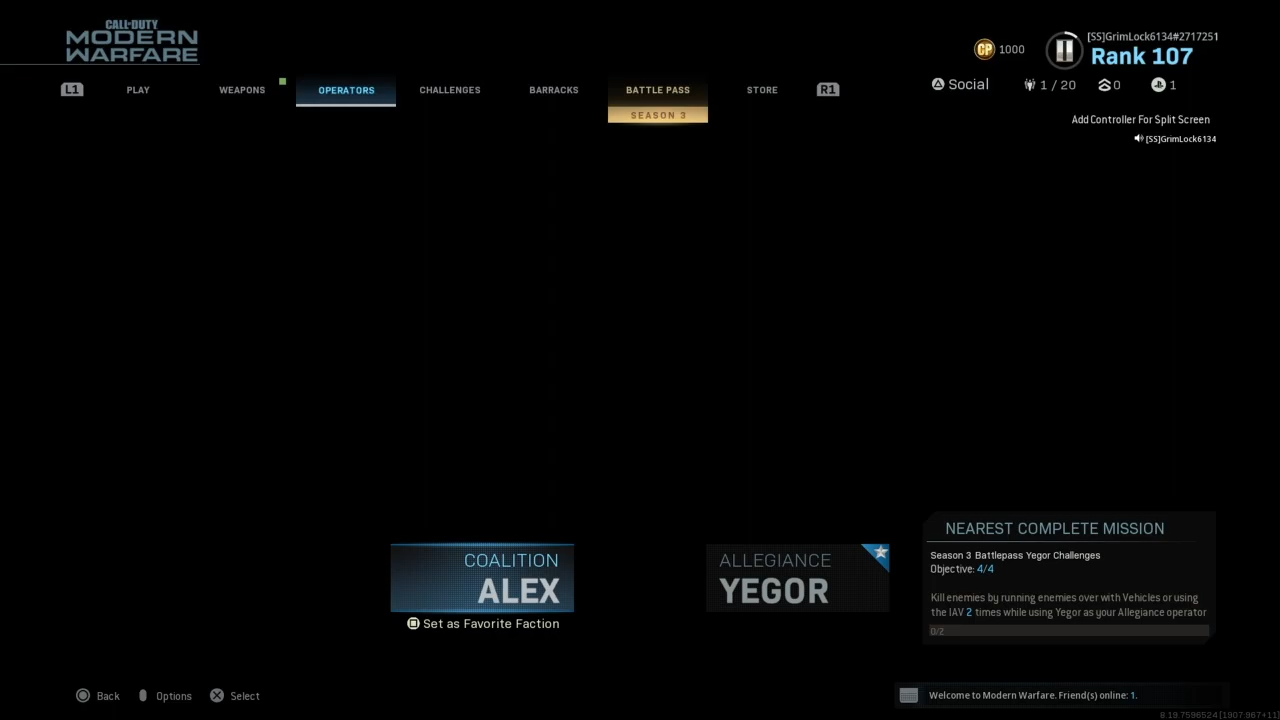 CALL OF DUTY
MODERN
WARFARE
CP 1000
[SS]GrimLock6134#2717251
Rank 107
L1 PLAY WEAPONS OPERATORS CHALLENGES BARRACKS BATTLE PASS STORE R1
SEASON 3
Social 1 / 20 0 1
Add Controller For Split Screen
[SS]GrimLock6134
NEAREST COMPLETE MISSION
Season 3 Battlepass Yegor Challenges
Objective: 4/4
Kill enemies by running enemies over with Vehicles or using
the IAV 2 times while using Yegor as your Allegiance operator
0/2
COALITION
ALEX
Set as Favorite Faction
ALLEGIANCE
YEGOR
Back Options Select
Welcome to Modern Warfare. Friend(s) online: 1.